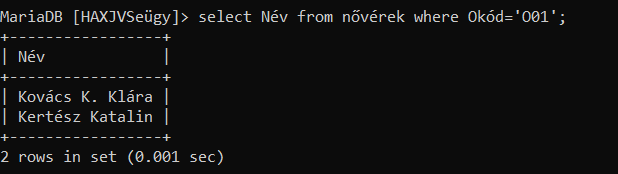 MariaDB [HAXJVSeügy]> select Név from nővérek where Okód='O01';
+-----------------+
| Név             |
+-----------------+
| Kovács K. Klára |
| Kertész Katalin |
+-----------------+
2 rows in set (0.001 sec)